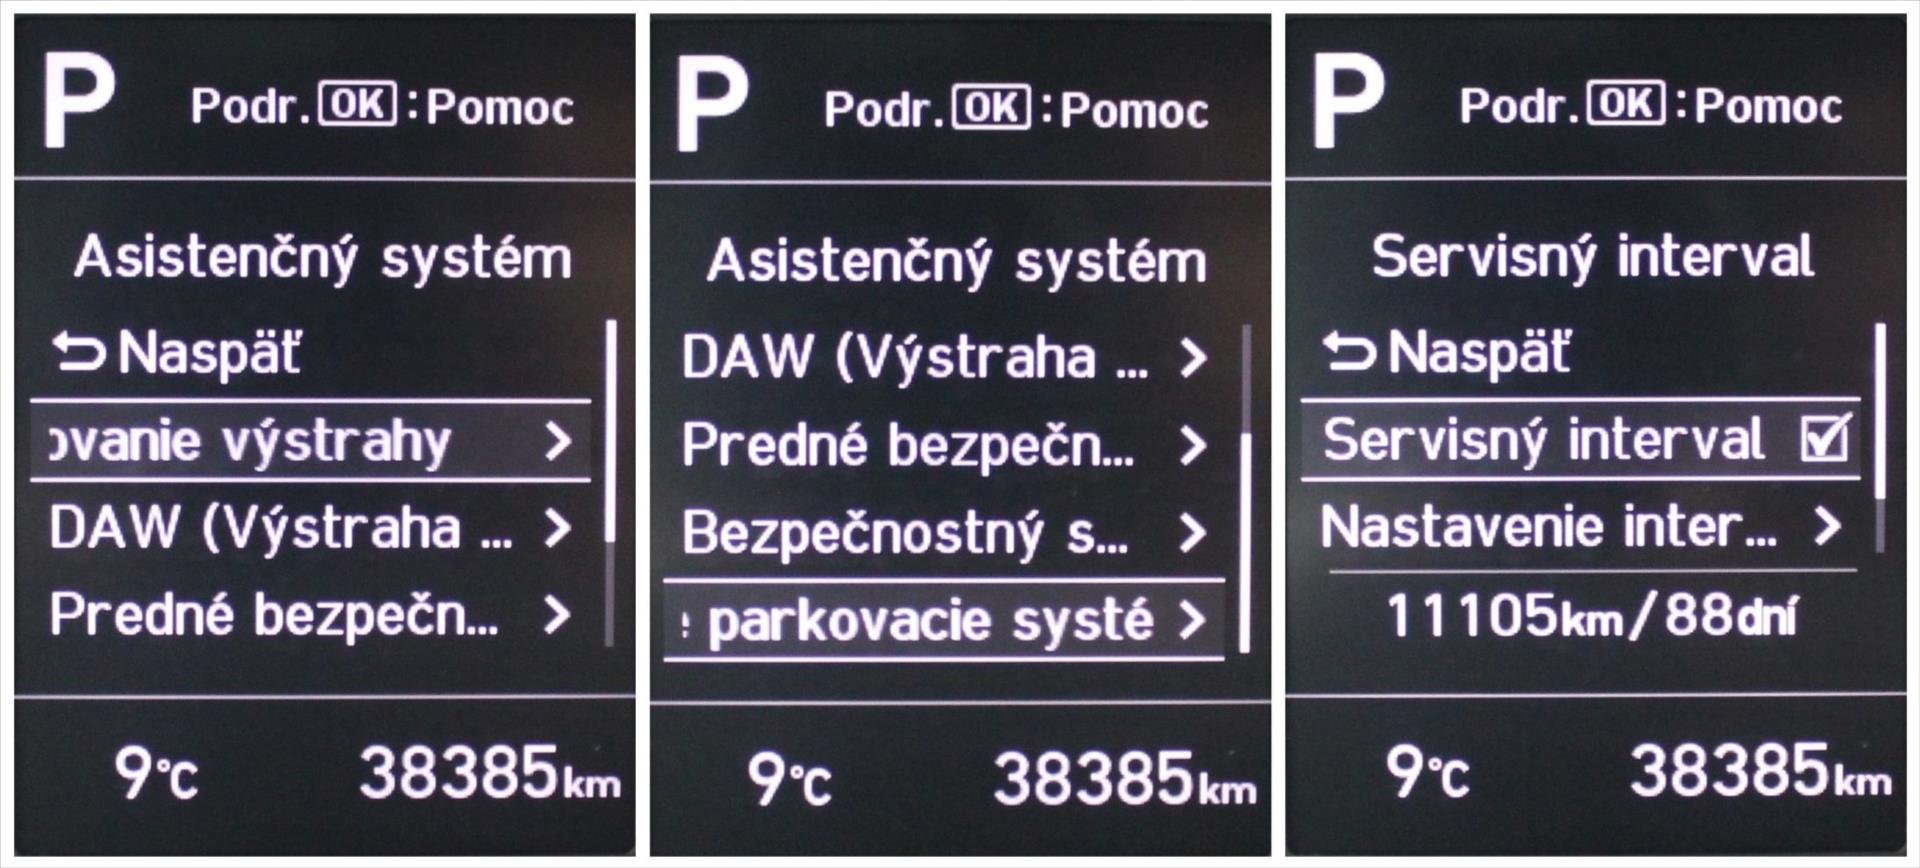 P
Podr. OK :Pomoc
Asistenčný systém
Naspäť
ovanie výstrahy
DAW (Výstraha ...
Predné bezpečn...
9°C 38385km
P
Podr. OK :Pomoc
Asistenčný systém
DAW (Výstraha ...
Predné bezpečn...
Bezpečnostný s...
parkovacie systé
9°C 38385km
P
Podr. OK :Pomoc
Servisný interval
Naspäť
Servisný interval
Nastavenie inter...
11105km/88dní
9°C 38385km